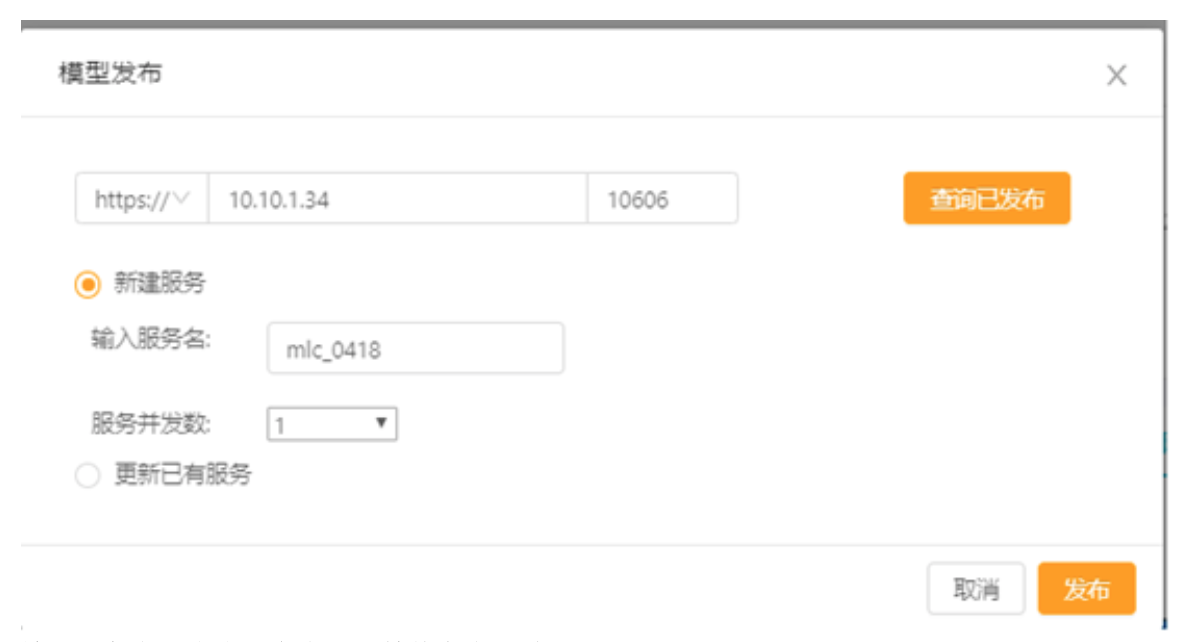 模型发布
https:// 10.10.1.34 10606 查询已发布
新建服务
输入服务名: mlc_0418
服务并发数: 1
更新已有服务
取消 发布